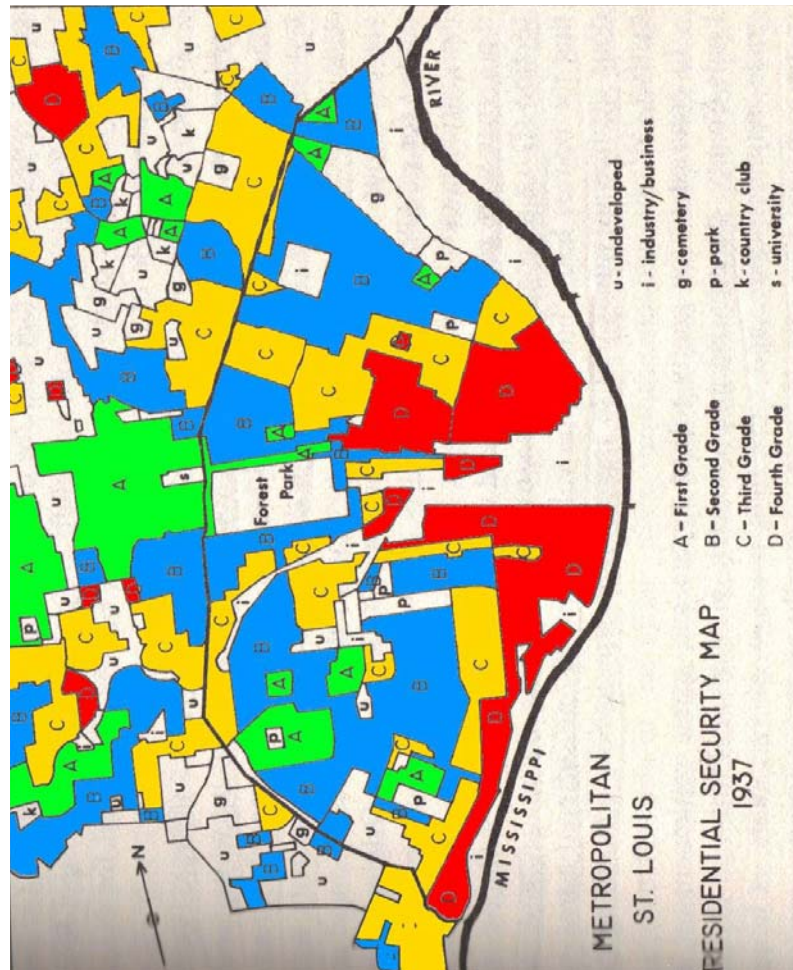 METROPOLITAN
ST. LOUIS
RESIDENTIAL SECURITY MAP
1937
A - First Grade
B - Second Grade
C - Third Grade
D - Fourth Grade
u - undeveloped
i - industry/business
g - cemetery
p - park
k - country club
s - university
MISSISSIPPI
RIVER
Forest
Park
N